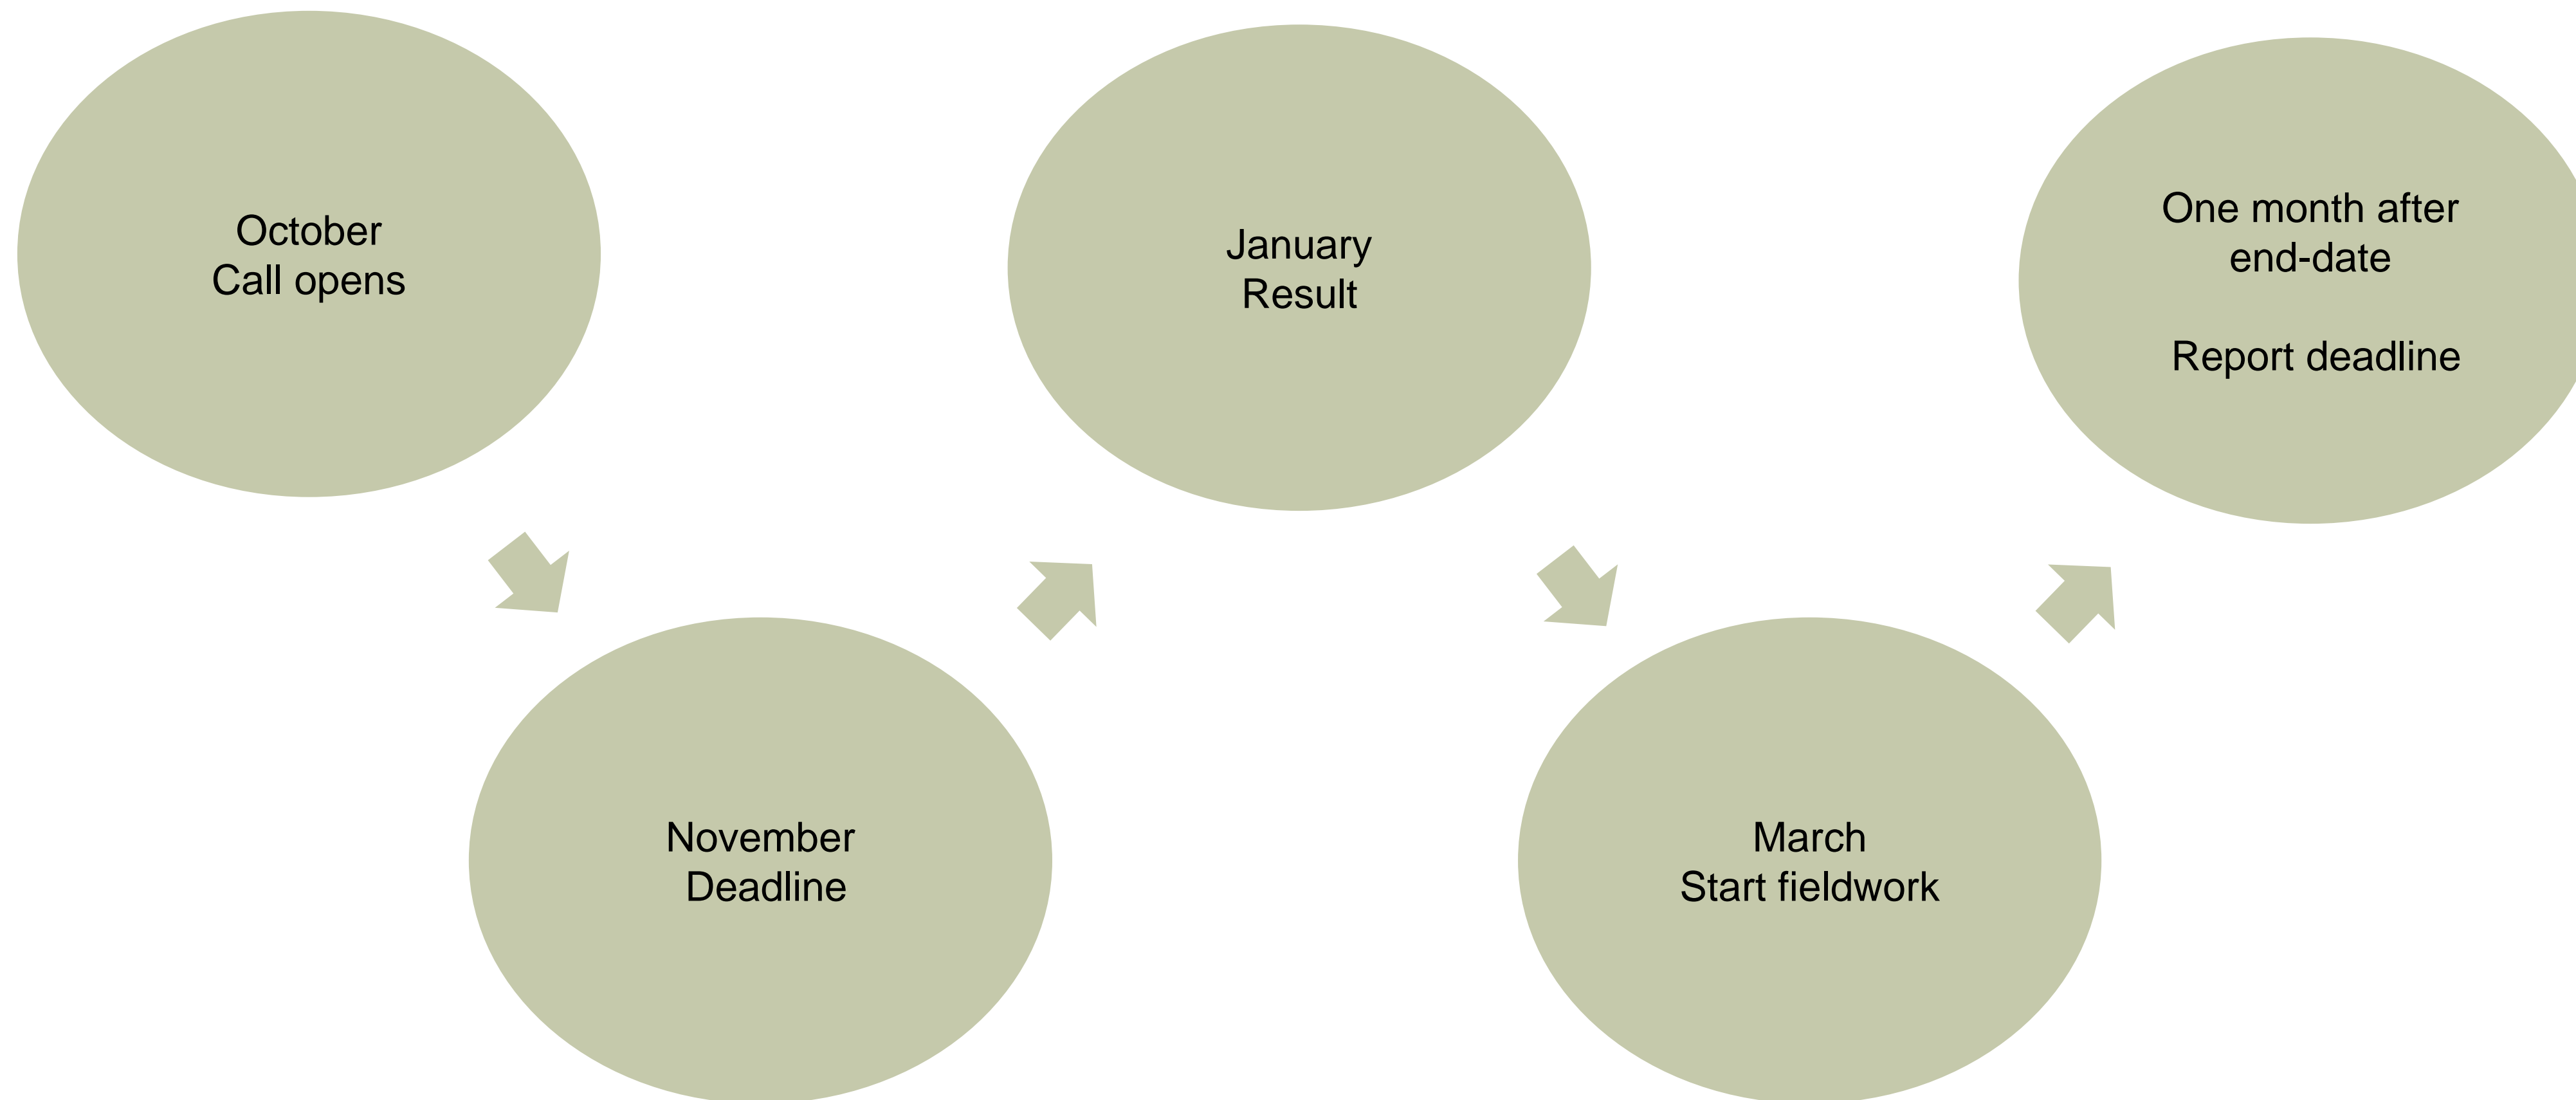 October
Call opens
November
Deadline
January
Result
March
Start fieldwork
One month after
end-date
Report deadline